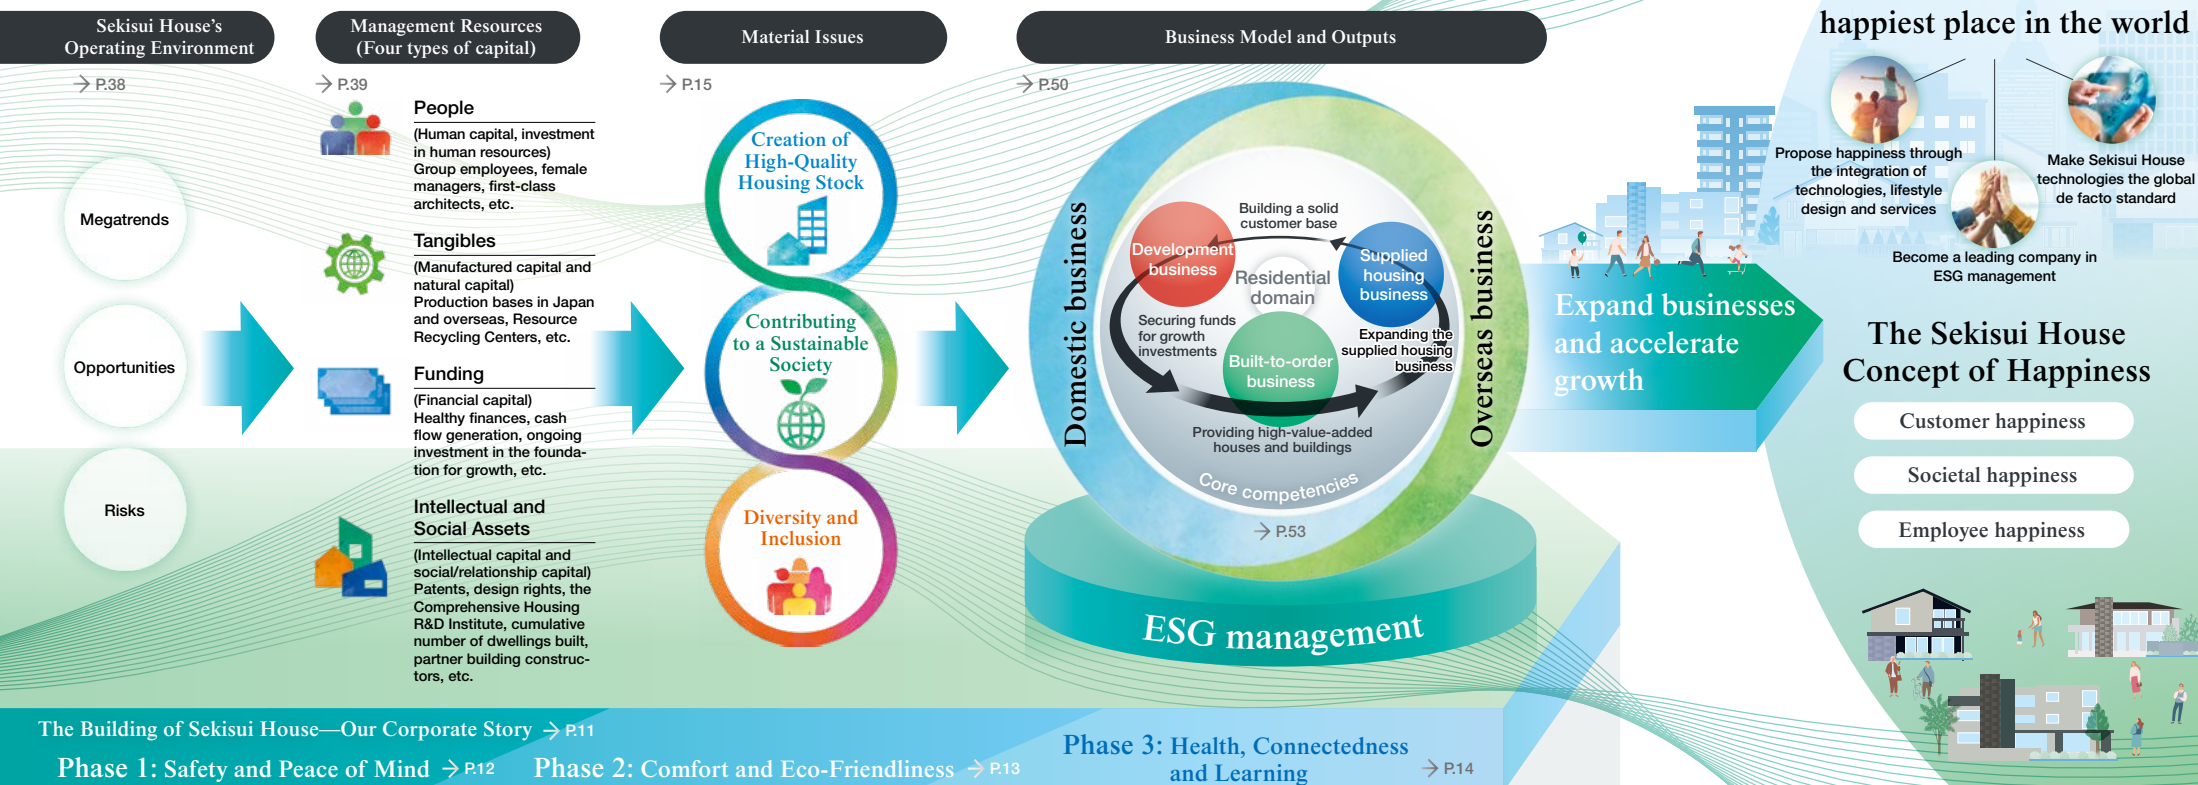 Sekisui House's
Operating Environment
→ P.38
Megatrends
Opportunities
Risks
Management Resources
(Four types of capital)
→ P.39
People
(Human capital, investment
in human resources)
Group employees, female
managers, first-class
architects, etc.
Tangibles
(Manufactured capital and
natural capital)
Production bases in Japan
and overseas, Resource
Recycling Centers, etc.
Funding
(Financial capital)
Healthy finances, cash
flow generation, ongoing
investment in the founda-
tion for growth, etc.
Intellectual and
Social Assets
(Intellectual capital and
social/relationship capital)
Patents, design rights, the
Comprehensive Housing
R&D Institute, cumulative
number of dwellings built,
partner building construc-
tors, etc.
Material Issues
→ P.15
Creation of
High-Quality
Housing Stock
Contributing
to a Sustainable
Society
Diversity and
Inclusion
Business Model and Outputs
→ P.50
Domestic business
Overseas business
Building a solid
customer base
Development
business
Supplied
housing
business
Residential
domain
Securing funds
for growth
investments
Expanding the
supplied housing
business
Built-to-order
business
Providing high-value-added
houses and buildings
Core competencies
→ P.53
ESG management
Expand businesses
and accelerate
growth
happiest place in the world
Propose happiness through
the integration of
technologies, lifestyle
design and services
Make Sekisui House
technologies the global
de facto standard
Become a leading company in
ESG management
The Sekisui House
Concept of Happiness
Customer happiness
Societal happiness
Employee happiness
The Building of Sekisui House—Our Corporate Story → P.11
Phase 1: Safety and Peace of Mind → P.12
Phase 2: Comfort and Eco-Friendliness → P.13
Phase 3: Health, Connectedness
and Learning → P.14